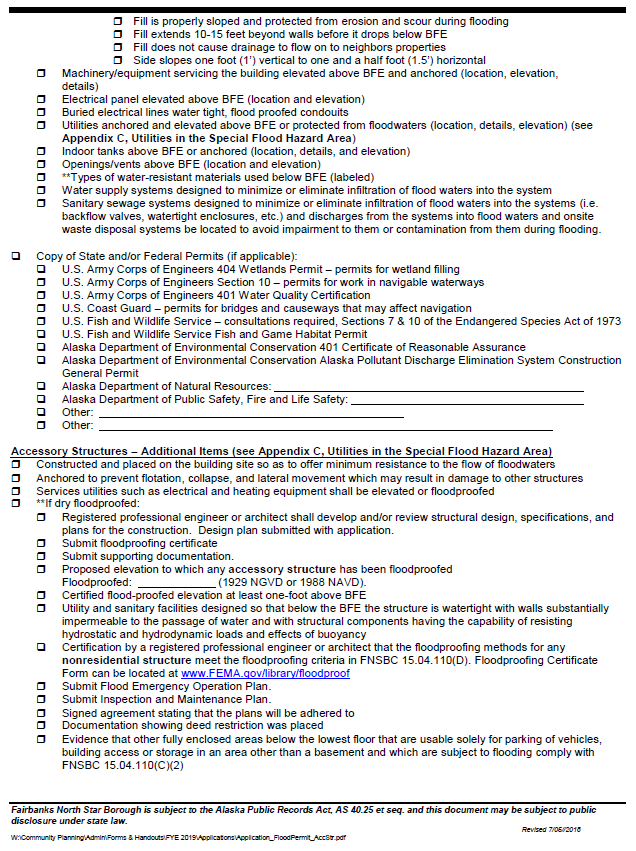 ❒ Fill is properly sloped and protected from erosion and scour during flooding
❒ Fill extends 10-15 feet beyond walls before it drops below BFE
❒ Fill does not cause drainage to flow on to neighbors properties
❒ Side slopes one foot (1') vertical to one and a half foot (1.5') horizontal
❒ Machinery/equipment servicing the building elevated above BFE and anchored (location, elevation,
details)
❒ Electrical panel elevated above BFE (location and elevation)
❒ Buried electrical lines water tight, flood proofed condouits
❒ Utilities anchored and elevated above BFE or protected from floodwaters (location, details, elevation) (see
Appendix C, Utilities in the Special Flood Hazard Area)
❒ Indoor tanks above BFE or anchored (location, details, and elevation)
❒ Openings/vents above BFE (location and elevation)
❒ **Types of water-resistant materials used below BFE (labeled)
❒ Water supply systems designed to minimize or eliminate infiltration of flood waters into the system
❒ Sanitary sewage systems designed to minimize or eliminate infiltration of flood waters into the systems (i.e.
backflow valves, watertight enclosures, etc.) and discharges from the systems into flood waters and onsite
waste disposal systems be located to avoid impairment to them or contamination from them during flooding.
❒ Copy of State and/or Federal Permits (if applicable):
❒ U.S. Army Corps of Engineers 404 Wetlands Permit – permits for wetland filling
❒ U.S. Army Corps of Engineers Section 10 – permits for work in navigable waterways
❒ U.S. Army Corps of Engineers 401 Water Quality Certification
❒ U.S. Coast Guard – permits for bridges and causeways that may affect navigation
❒ U.S. Fish and Wildlife Service – consultations required, Sections 7 & 10 of the Endangered Species Act of 1973
❒ U.S. Fish and Wildlife Service Fish and Game Habitat Permit
❒ Alaska Department of Environmental Conservation 401 Certificate of Reasonable Assurance
❒ Alaska Department of Environmental Conservation Alaska Pollutant Discharge Elimination System Construction
General Permit
❒ Alaska Department of Natural Resources: ____________
❒ Alaska Department of Public Safety, Fire and Life Safety: ____________
❒ Other: ____________
❒ Other: ____________
Accessory Structures – Additional Items (see Appendix C, Utilities in the Special Flood Hazard Area)
❒ Constructed and placed on the building site so as to offer minimum resistance to the flow of floodwaters
❒ Anchored to prevent flotation, collapse, and lateral movement which may result in damage to other structures
❒ Services utilities such as electrical and heating equipment shall be elevated or floodproofed
❒ **If dry floodproofed:
❒ Registered professional engineer or architect shall develop and/or review structural design, specifications, and
plans for the construction. Design plan submitted with application.
❒ Submit floodproofing certificate
❒ Submit supporting documentation.
❒ Proposed elevation to which any accessory structure has been floodproofed
Floodproofed: ____________ (1929 NGVD or 1988 NAVD).
❒ Certified flood-proofed elevation at least one-foot above BFE
❒ Utility and sanitary facilities designed so that below the BFE the structure is watertight with walls substantially
impermeable to the passage of water and with structural components having the capability of resisting
hydrostatic and hydrodynamic loads and effects of buoyancy
❒ Certification by a registered professional engineer or architect that the floodproofing methods for any
nonresidential structure meet the floodproofing criteria in FNSBC 15.04.110(D). Floodproofing Certificate
Form can be located at www.FEMA.gov/library/floodproof
❒ Submit Flood Emergency Operation Plan.
❒ Submit Inspection and Maintenance Plan.
❒ Signed agreement stating that the plans will be adhered to
❒ Documentation showing deed restriction was placed
❒ Evidence that other fully enclosed areas below the lowest floor that are usable solely for parking of vehicles,
building access or storage in an area other than a basement and which are subject to flooding comply with
FNSBC 15.04.110(C)(2)
Fairbanks North Star Borough is subject to the Alaska Public Records Act, AS 40.25 et seq. and this document may be subject to public
disclosure under state law.
Revised 7/06//2018
W:\Community Planning\Admin\Forms & Handouts\FYE 2019\Applications\Application_FloodPermit_AccStr.pdf